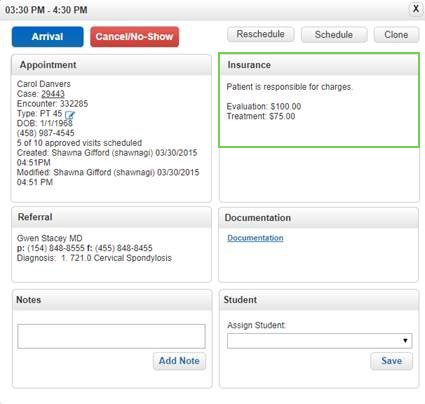 03:30 PM - 4:30 PM X
Arrival Cancel/No-Show Reschedule Schedule Clone
Appointment
Carol Danvers
Case: 29443
Encounter: 332285
Type: PT 45
DOB: 1/1/1968
(458) 987-4545
5 of 10 approved visits scheduled
Created: Shawna Gifford (shawnagi) 03/30/2015
04:51PM
Modified: Shawna Gifford (shawnagi) 03/30/2015
04:51 PM
Insurance
Patient is responsible for charges.
Evaluation: $100.00
Treatment: $75.00
Referral
Gwen Stacey MD
p: (154) 848-8555 f: (455) 848-8455
Diagnosis: 1. 721.0 Cervical Spondylosis
Documentation
Documentation
Notes
Add Note
Student
Assign Student:
Save